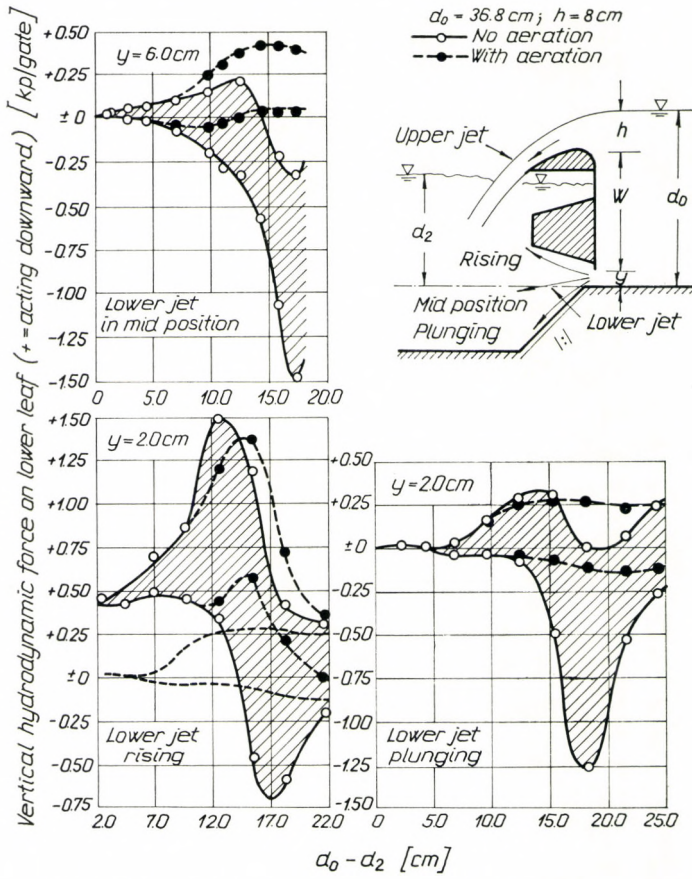 Vertical hydrodynamic force on lower leaf (+=acting downward) [kp/gate]
+0.50
+0.25
±0
-0.25
-0.50
-0.75
-1.00
-1.25
-1.50
y=6.0cm
Lower jet
in mid position
0 5.0 10.0 15.0 20.0
d₀ = 36.8 cm; h = 8 cm
No aeration
With aeration
Upper jet
h
W
d₀
d₂
y
Rising
Mid position
Plunging
Lower jet
1:1
+1.50
+1.25
+1.00
+0.75
+0.50
+0.25
±0
-0.25
-0.50
-0.75
y=2.0cm
Lower jet
rising
2.0 7.0 12.0 17.0 22.0
+0.50
+0.25
±0
-0.25
-0.50
-0.75
-1.00
-1.25
-1.50
y=2.0cm
Lower jet
plunging
0 5.0 10.0 15.0 20.0 25.0
d₀ - d₂ [cm]